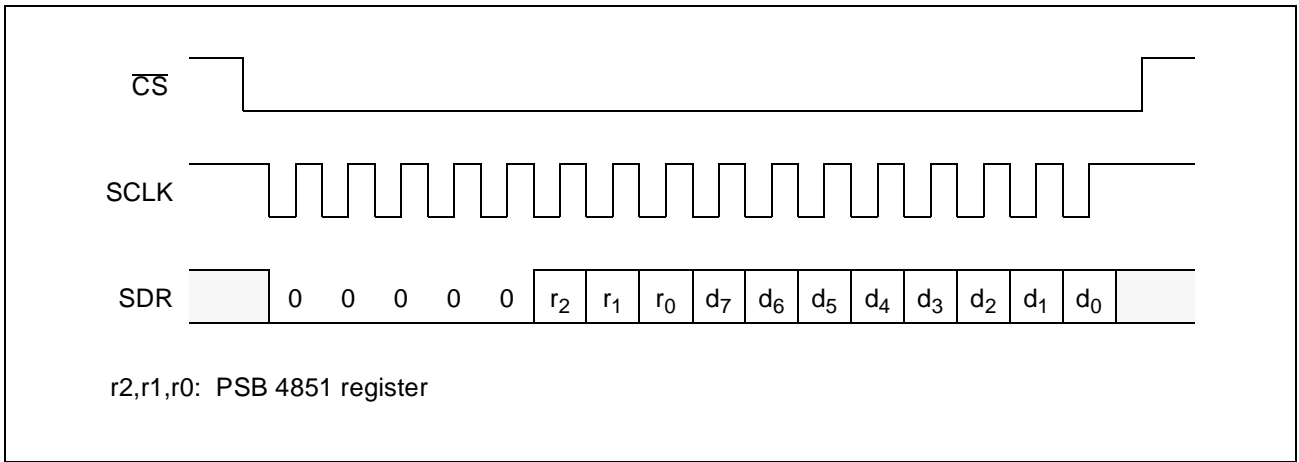 CS
SCLK
SDR 0 0 0 0 0 r2 r1 r0 d7 d6 d5 d4 d3 d2 d1 d0
r2,r1,r0: PSB 4851 register